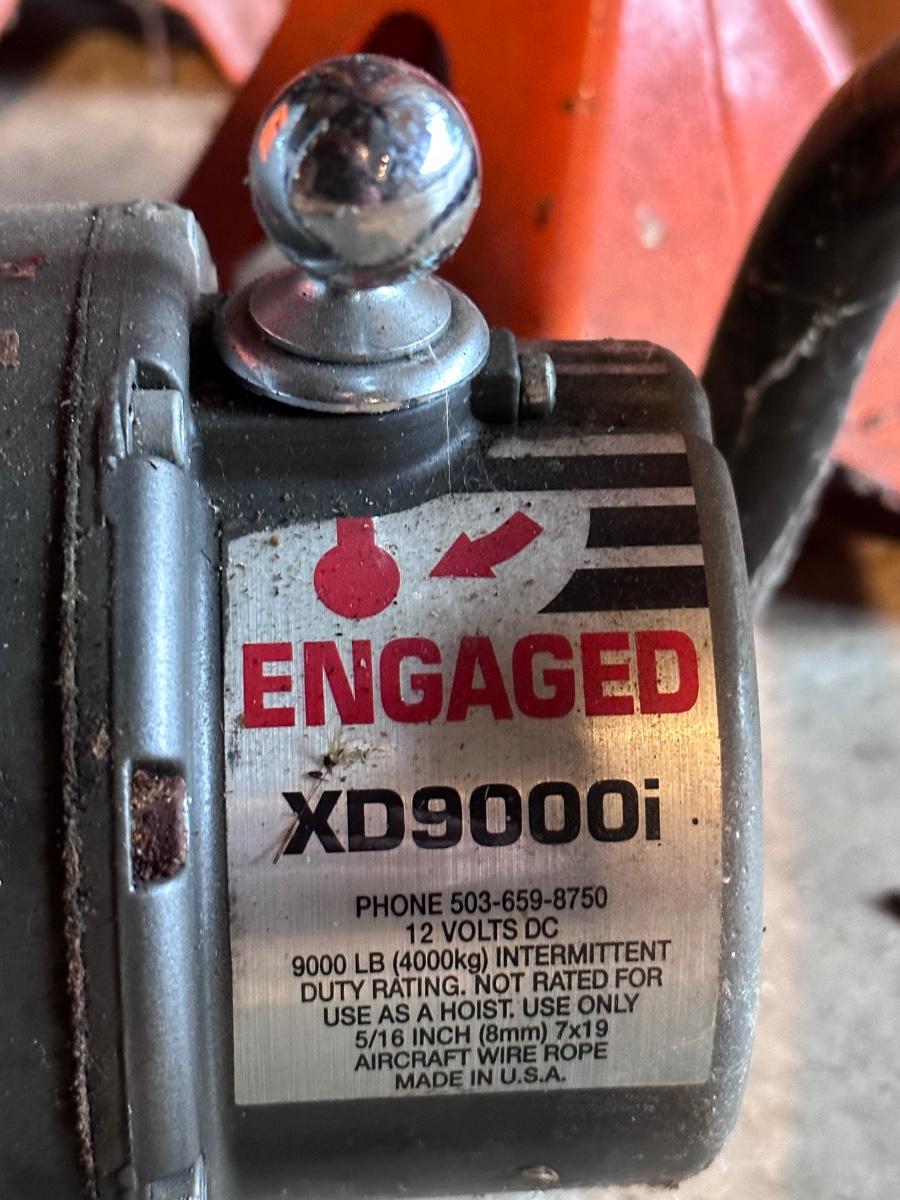 ENGAGED
XD9000i
PHONE 503-659-8750
12 VOLTS DC
9000 LB (4000kg) INTERMITTENT
DUTY RATING. NOT RATED FOR
USE AS A HOIST. USE ONLY
5/16 INCH (8mm) 7x19
AIRCRAFT WIRE ROPE
MADE IN U.S.A.